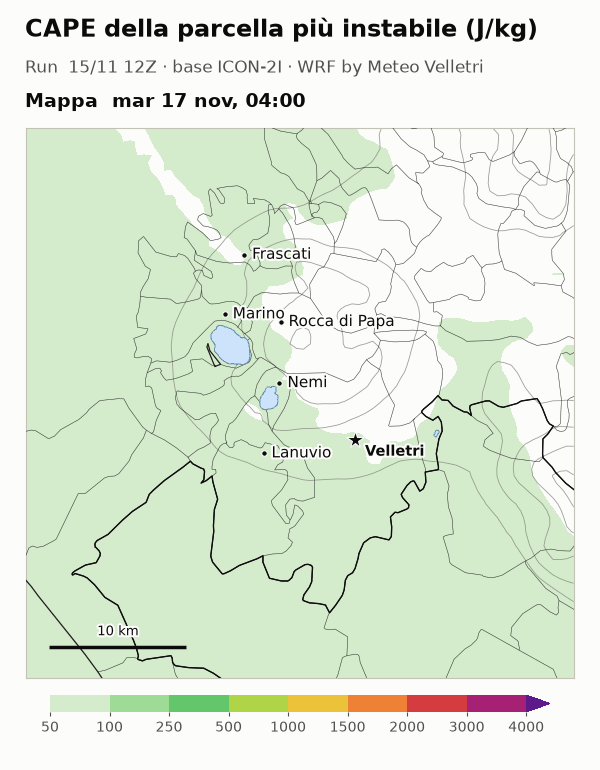 CAPE della parcella più instabile (J/kg)
Run  15/11 12Z · base ICON-2I · WRF by Meteo Velletri
Mappa  mar 17 nov, 04:00
Frascati
Marino
Rocca di Papa
Nemi
Velletri
Lanuvio
10 km
50 100 250 500 1000 1500 2000 3000 4000